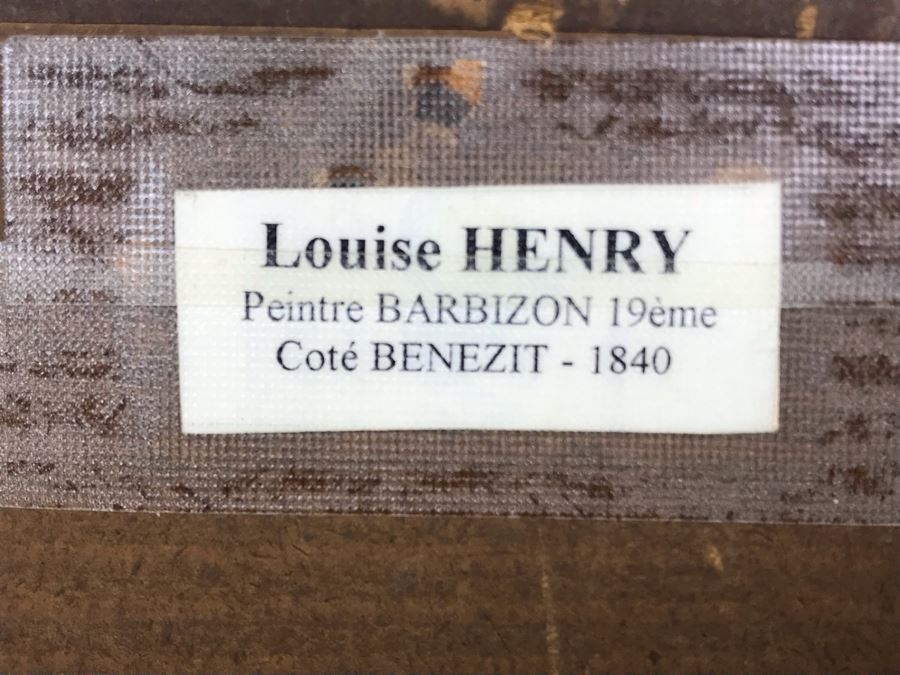 Louise HENRY
Peintre BARBIZON 19ème
Coté BENEZIT - 1840